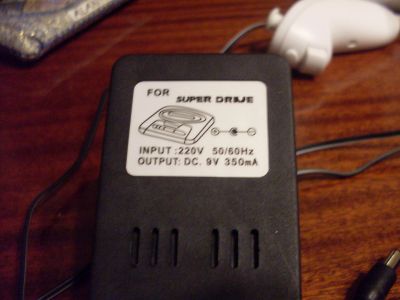 FOR
SUPER DRIVE
INPUT :220V 50/60Hz
OUTPUT: DC. 9V 350mA